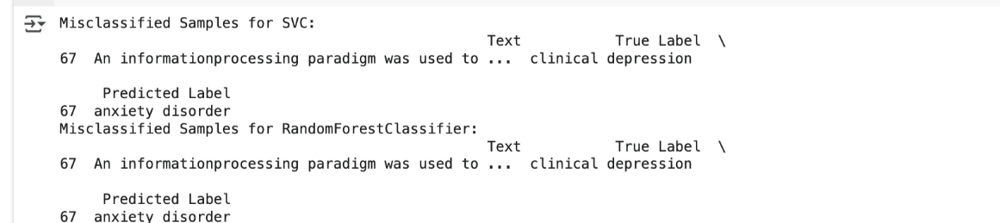 Misclassified Samples for SVC:
Text True Label \
67 An informationprocessing paradigm was used to ... clinical depression
Predicted Label
67 anxiety disorder
Misclassified Samples for RandomForestClassifier:
Text True Label \
67 An informationprocessing paradigm was used to ... clinical depression
Predicted Label
67 anxiety disorder